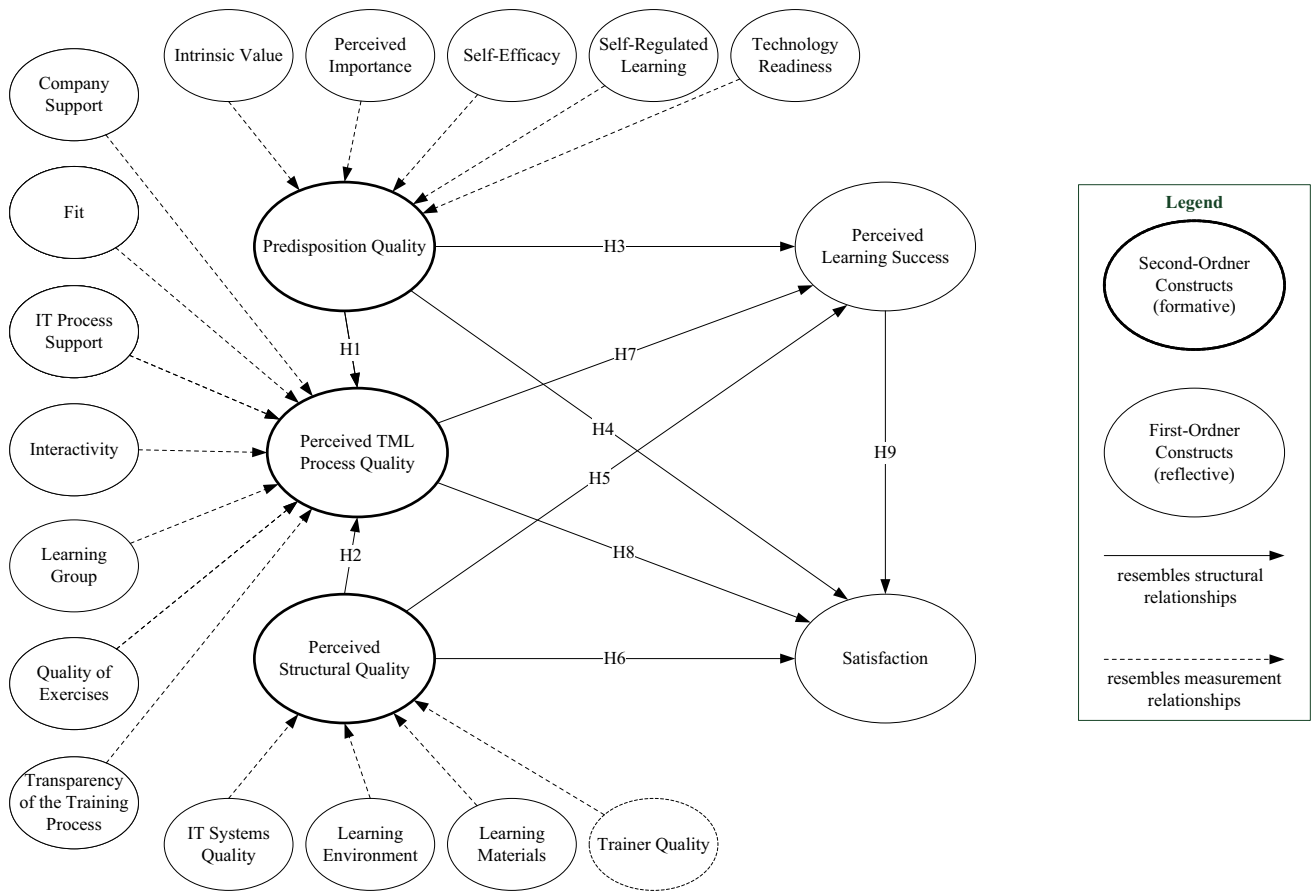 Intrinsic Value
Perceived
Importance
Self-Efficacy
Self-Regulated
Learning
Technology
Readiness
Company
Support
Fit
IT Process
Support
Interactivity
Learning
Group
Quality of
Exercises
Transparency
of the Training
Process
Predisposition Quality
H1
Perceived TML
Process Quality
H2
Perceived
Structural Quality
IT Systems
Quality
Learning
Environment
Learning
Materials
Trainer Quality
H3
H7
H4
H5
H8
H6
Perceived
Learning Success
H9
Satisfaction
Legend
Second-Ordner
Constructs
(formative)
First-Ordner
Constructs
(reflective)
resembles structural
relationships
resembles measurement
relationships